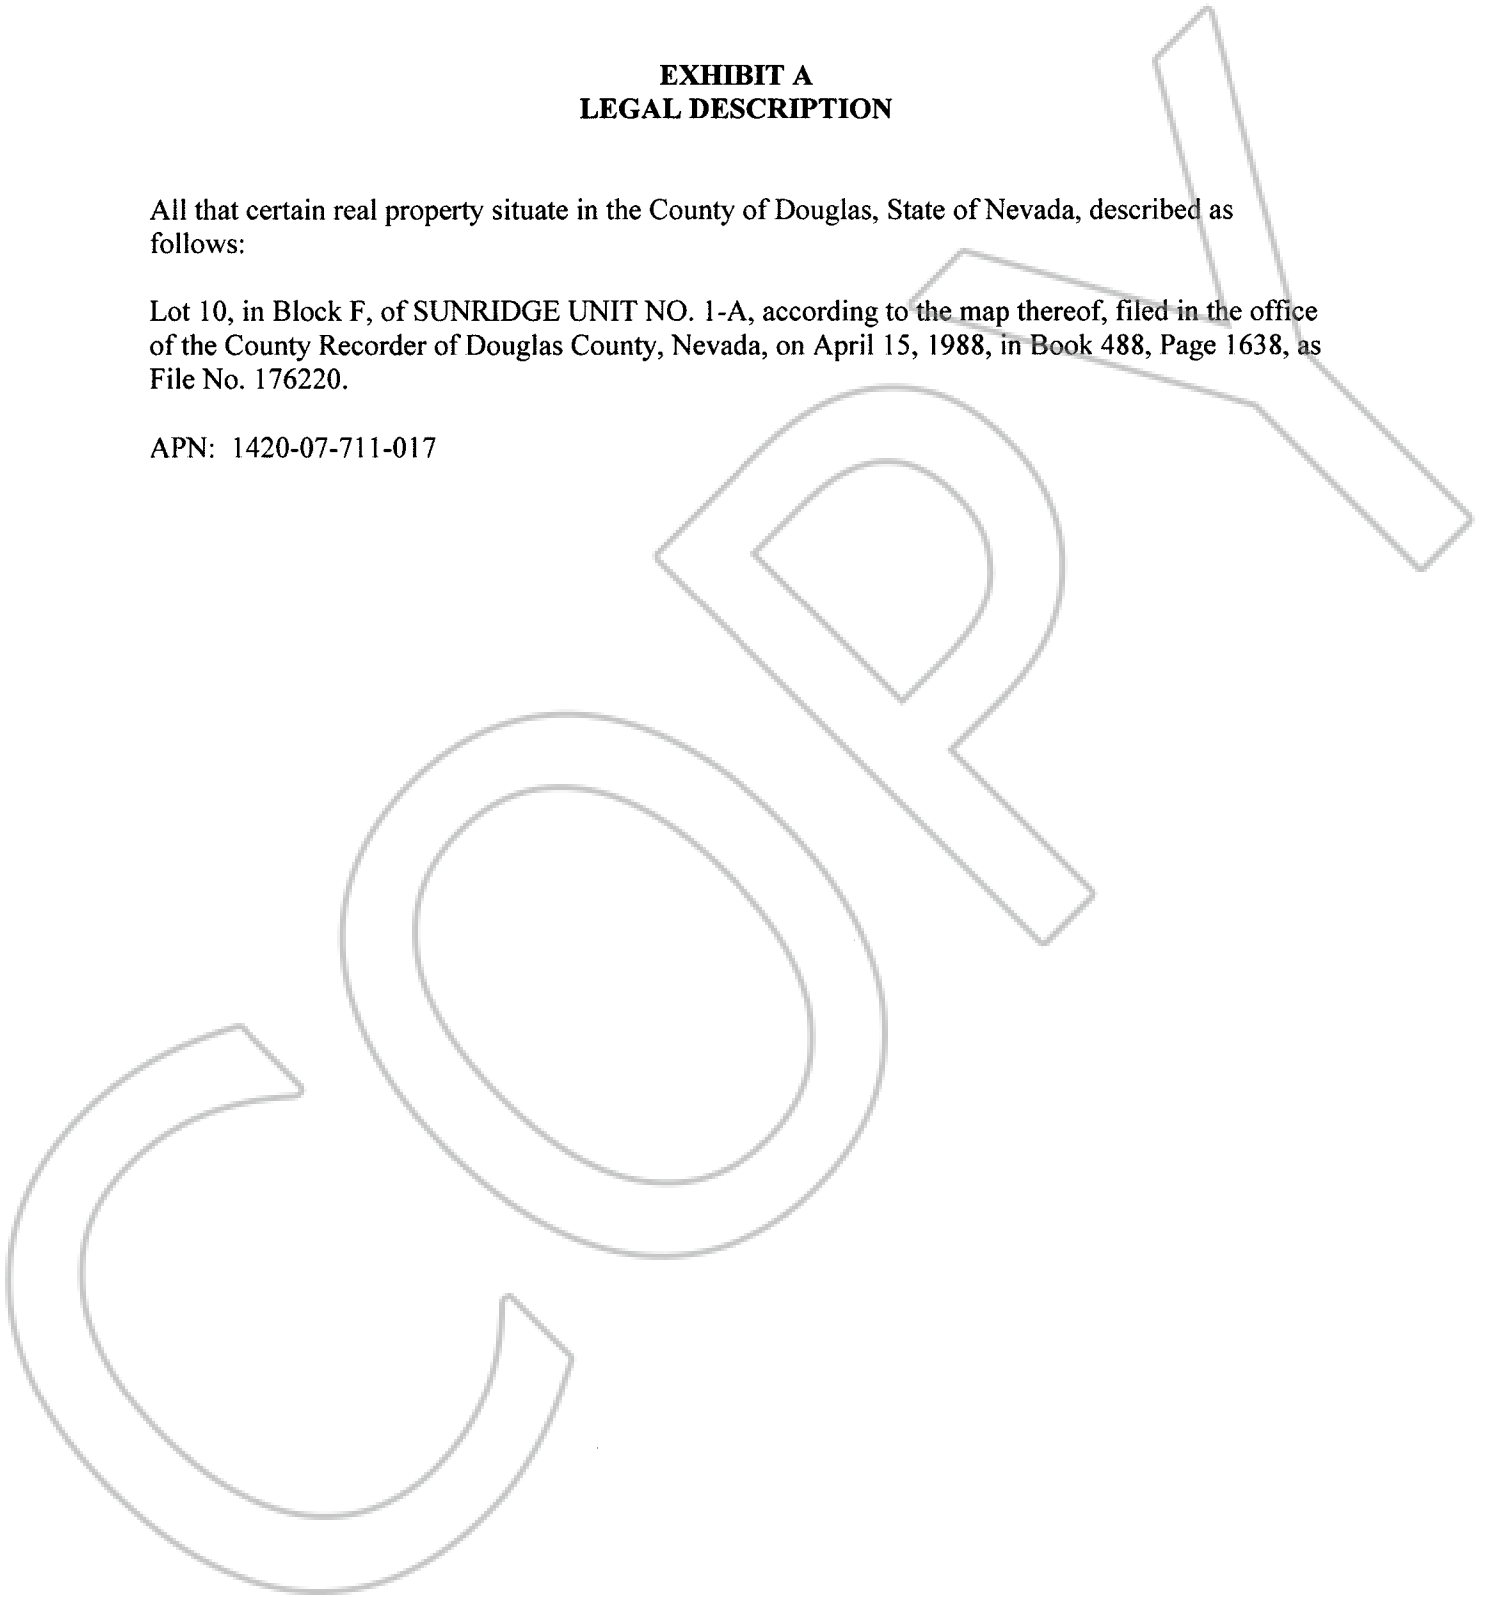 EXHIBIT A
LEGAL DESCRIPTION
All that certain real property situate in the County of Douglas, State of Nevada, described as
follows:
Lot 10, in Block F, of SUNRIDGE UNIT NO. 1-A, according to the map thereof, filed in the office
of the County Recorder of Douglas County, Nevada, on April 15, 1988, in Book 488, Page 1638, as
File No. 176220.
APN: 1420-07-711-017
COPY